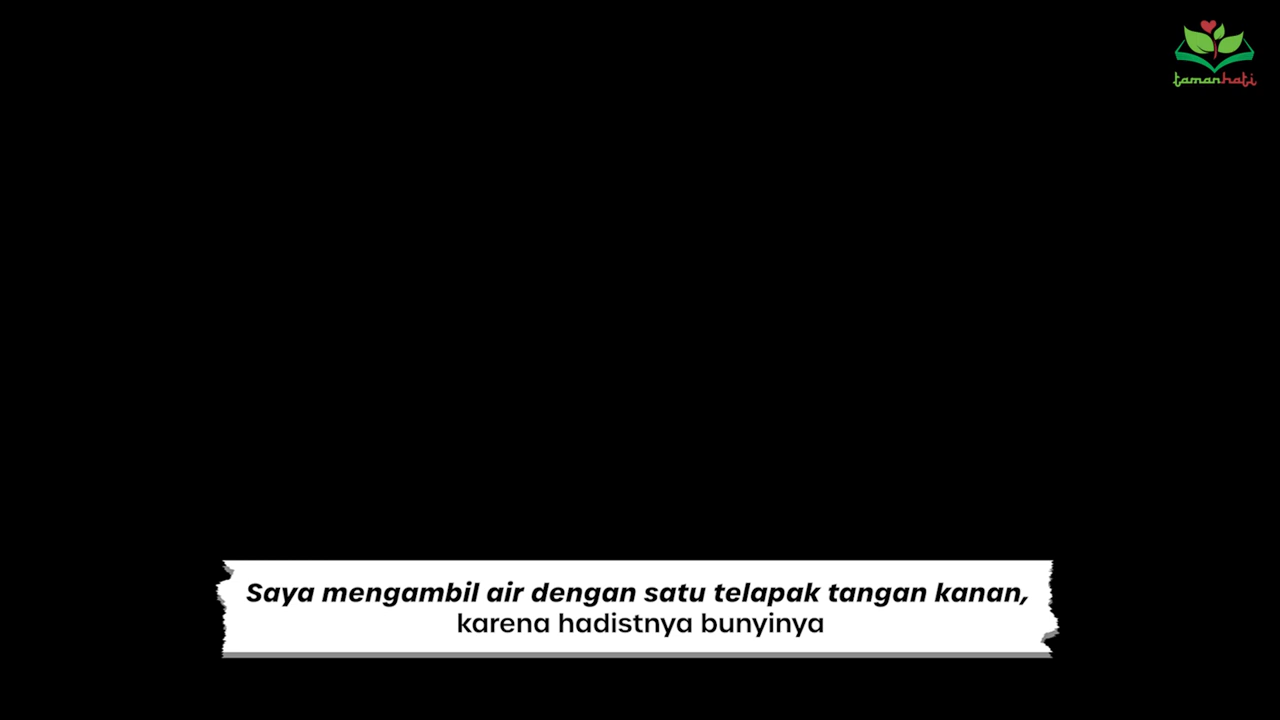 tamanhati
Saya mengambil air dengan satu telapak tangan kanan,
karena hadistnya bunyinya